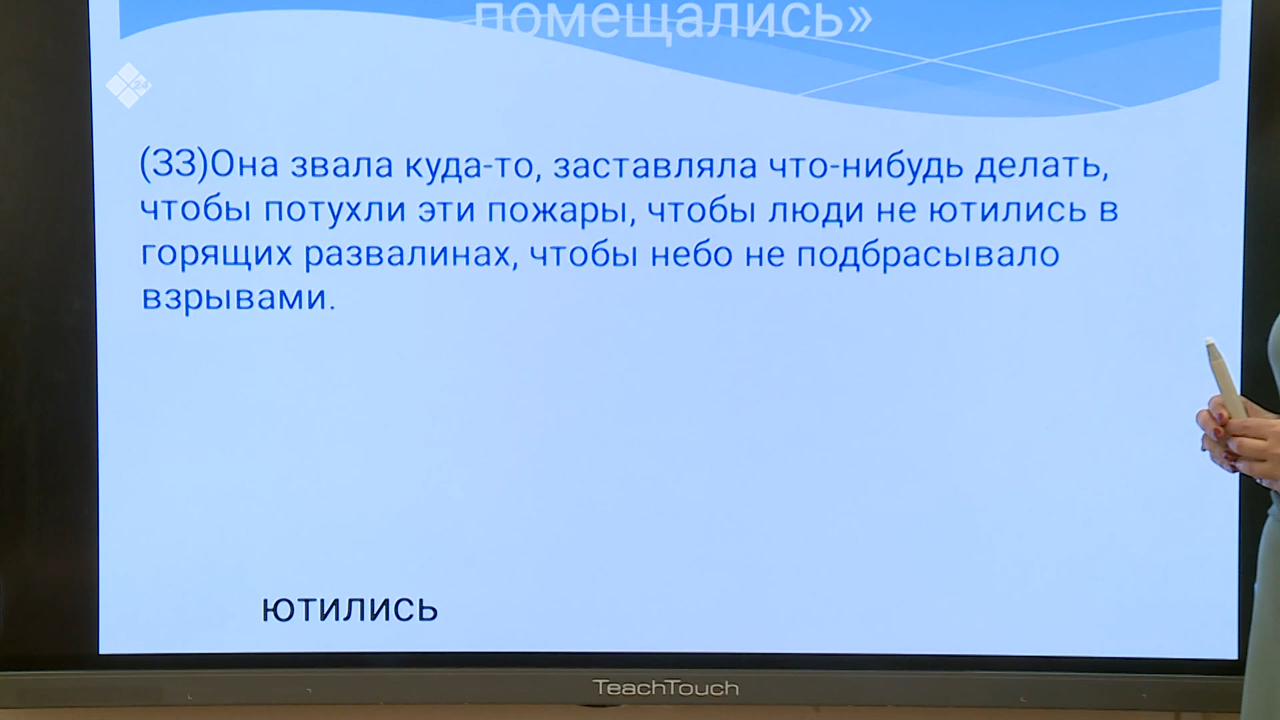 помещались»
24
(33)Она звала куда-то, заставляла что-нибудь делать,
чтобы потухли эти пожары, чтобы люди не ютились в
горящих развалинах, чтобы небо не подбрасывало
взрывами.
ютились
TeachTouch